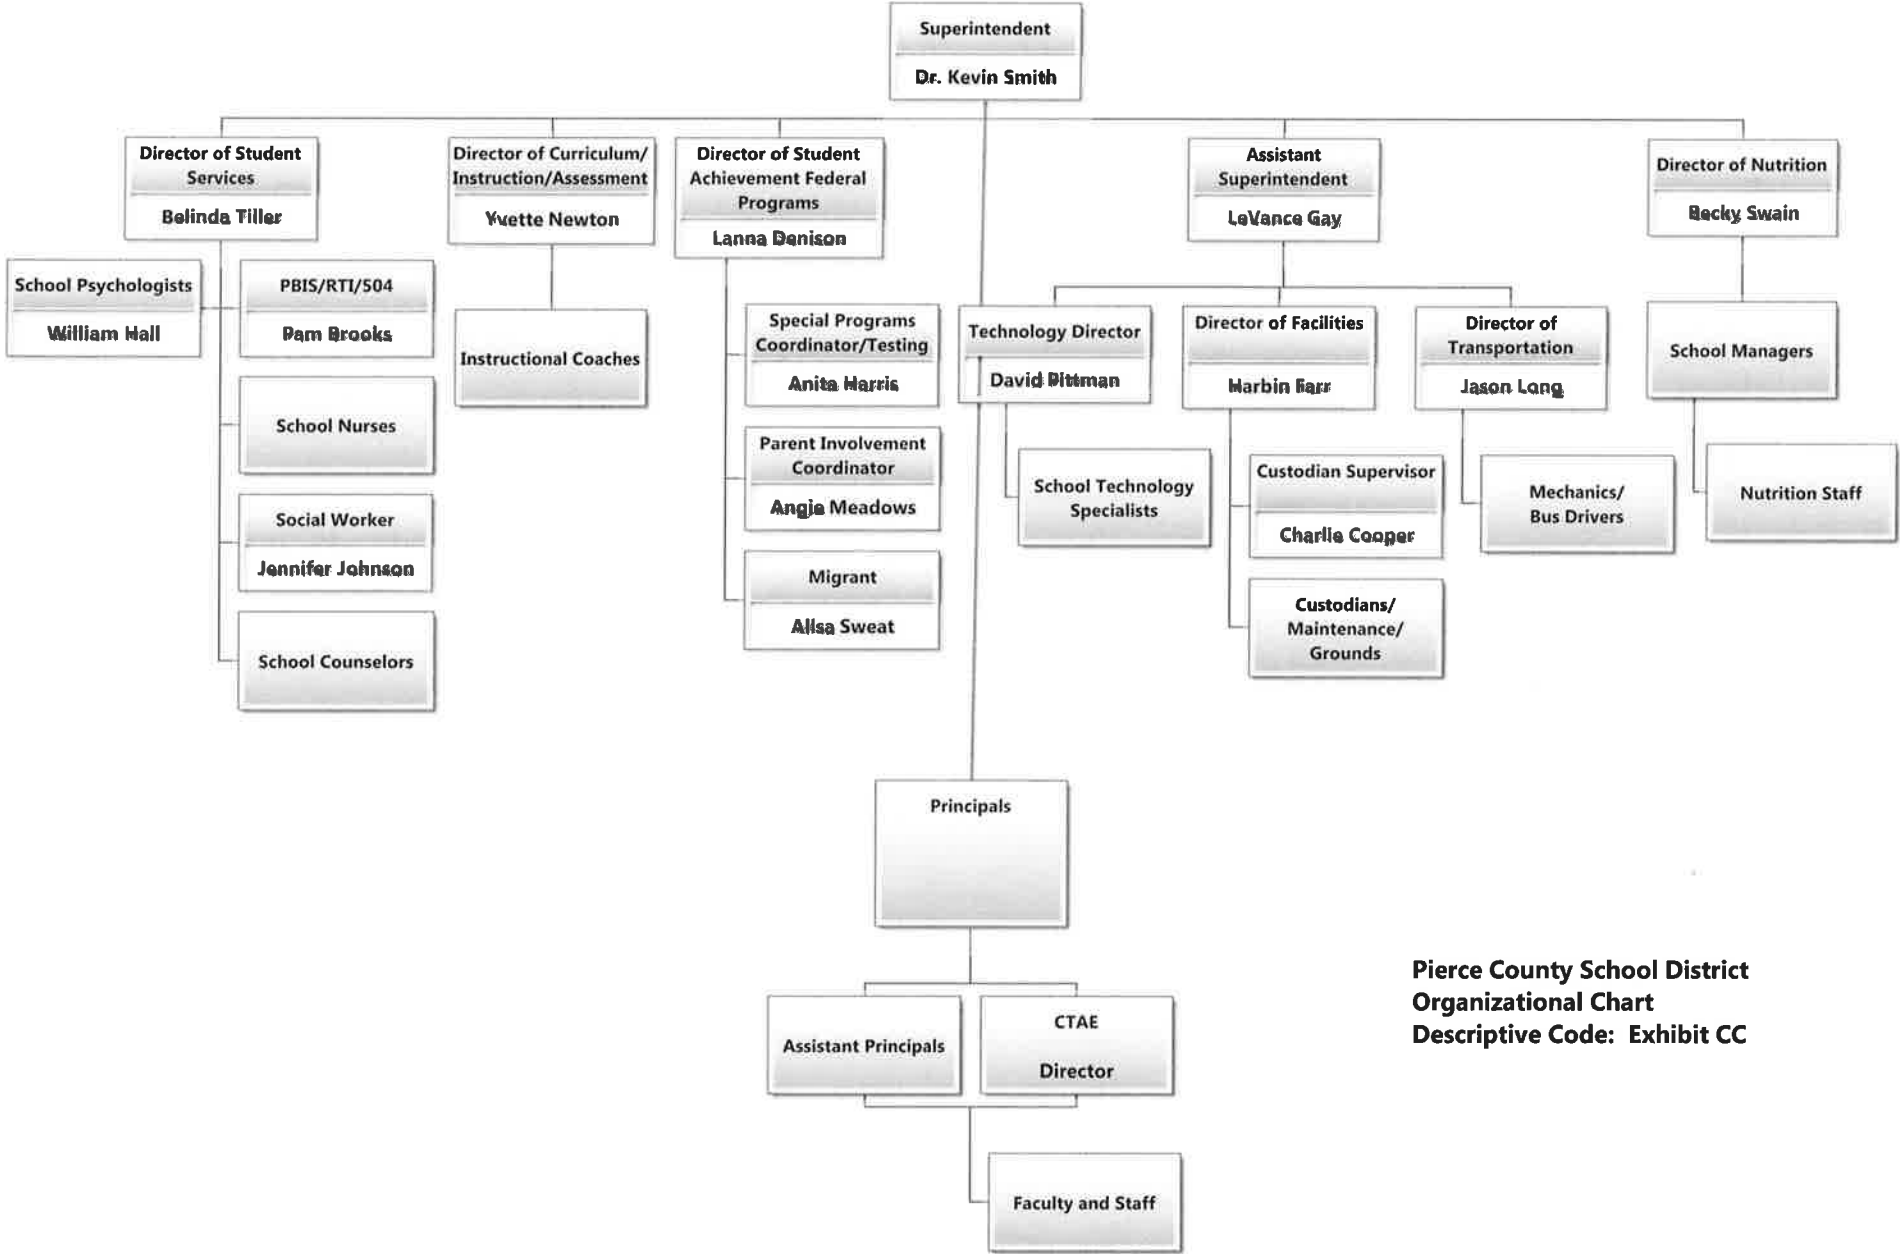 Superintendent
Dr. Kevin Smith
Director of Student
Services
Belinda Tiller
Director of Curriculum/
Instruction/Assessment
Yvette Newton
Director of Student
Achievement Federal
Programs
Lanna Denison
Assistant
Superintendent
LeVance Gay
Director of Nutrition
Becky Swain
School Psychologists
William Hall
PBIS/RTI/504
Pam Brooks
School Nurses
Social Worker
Jennifer Johnson
School Counselors
Instructional Coaches
Special Programs
Coordinator/Testing
Anita Harris
Parent Involvement
Coordinator
Angie Meadows
Migrant
Ailsa Sweat
Technology Director
David Pittman
School Technology
Specialists
Director of Facilities
Harbin Farr
Custodian Supervisor
Charlie Cooper
Custodians/
Maintenance/
Grounds
Director of
Transportation
Jason Long
Mechanics/
Bus Drivers
School Managers
Nutrition Staff
Principals
Assistant Principals
CTAE
Director
Faculty and Staff
Pierce County School District
Organizational Chart
Descriptive Code: Exhibit CC